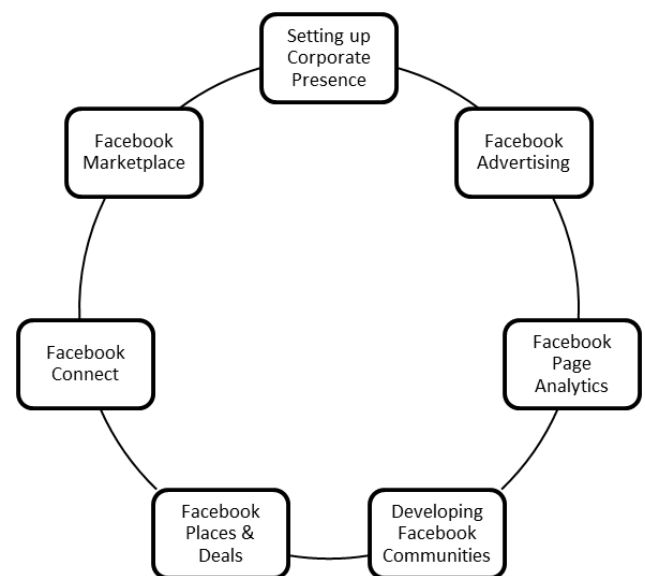 Setting up
Corporate
Presence
Facebook
Advertising
Facebook
Page
Analytics
Developing
Facebook
Communities
Facebook
Places &
Deals
Facebook
Connect
Facebook
Marketplace